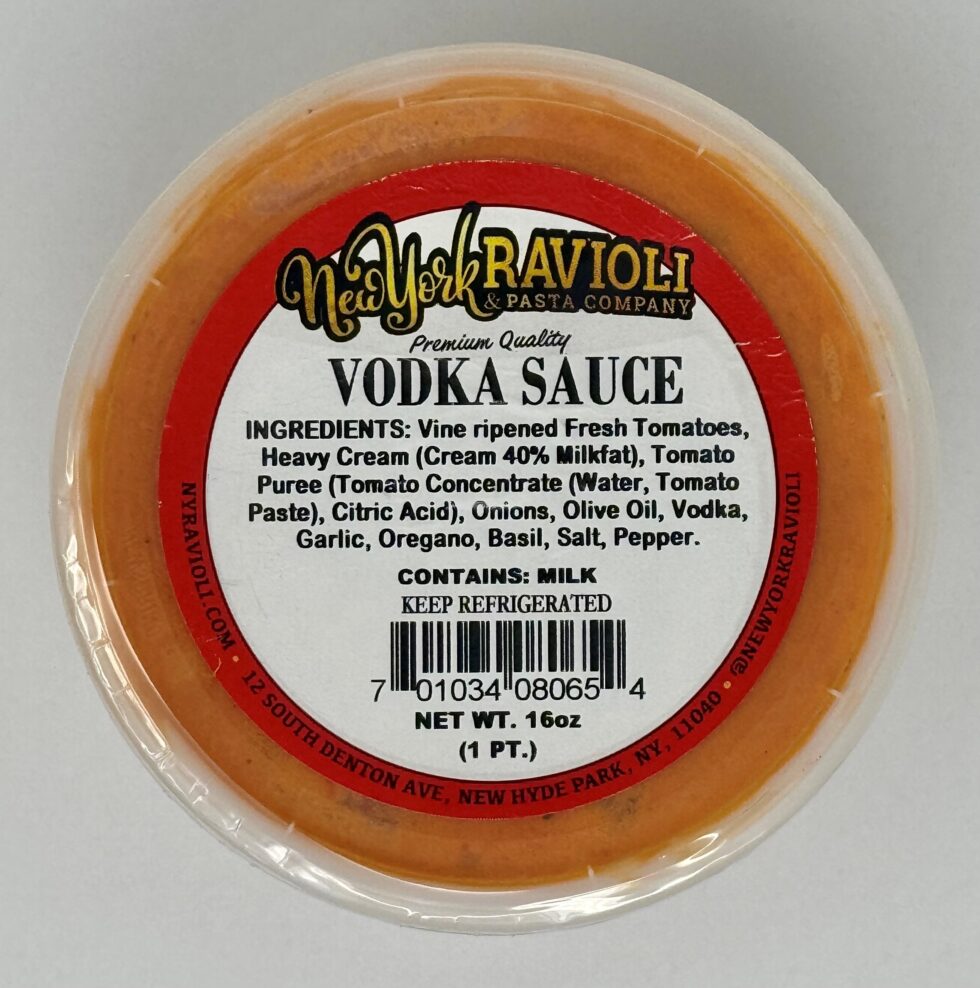 New York RAVIOLI
& PASTA COMPANY
Premium Quality
VODKA SAUCE
INGREDIENTS: Vine ripened Fresh Tomatoes,
Heavy Cream (Cream 40% Milkfat), Tomato
Puree (Tomato Concentrate (Water, Tomato
Paste), Citric Acid), Onions, Olive Oil, Vodka,
Garlic, Oregano, Basil, Salt, Pepper.
CONTAINS: MILK
KEEP REFRIGERATED
7 01034 08065 4
NET WT. 16oz
(1 PT.)
NYRAVIOLI.COM • 12 SOUTH DENTON AVE, NEW HYDE PARK, NY, 11040 • @NEWYORKRAVIOLI